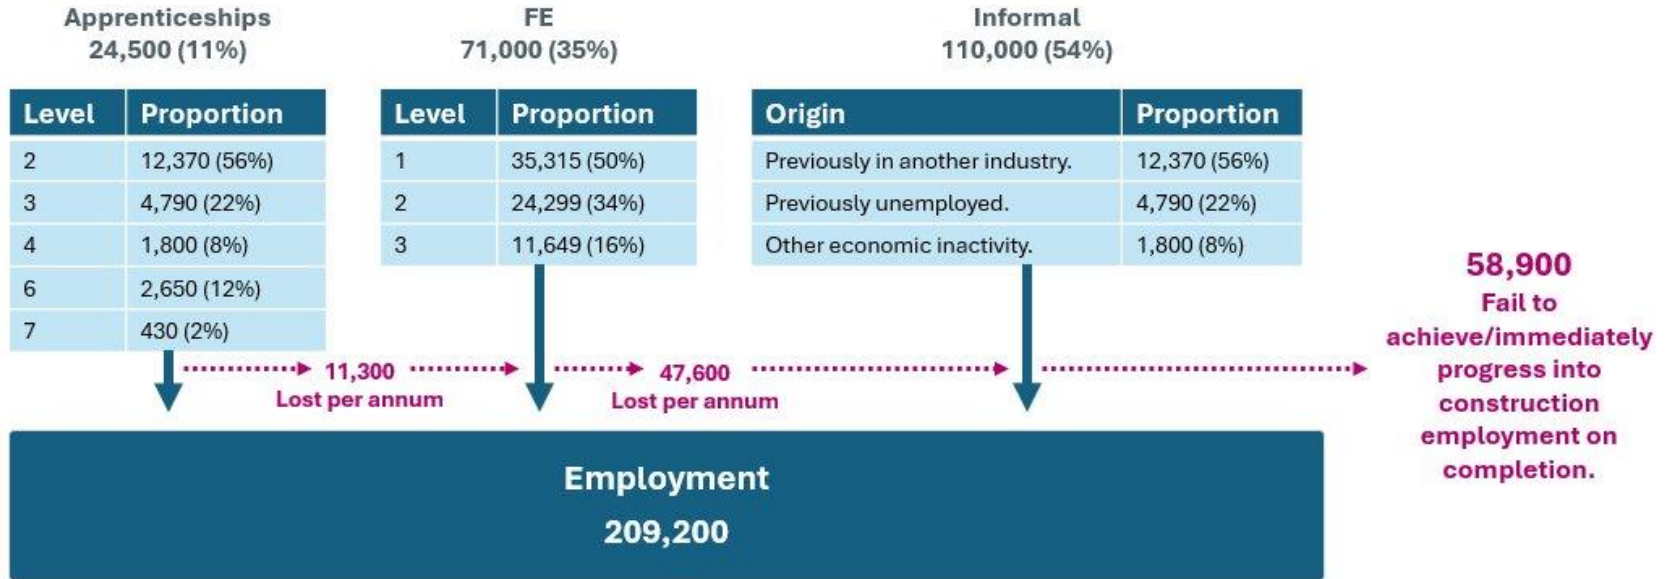 Apprenticeships
24,500 (11%)
Level Proportion
2 12,370 (56%)
3 4,790 (22%)
4 1,800 (8%)
6 2,650 (12%)
7 430 (2%)
FE
71,000 (35%)
Level Proportion
1 35,315 (50%)
2 24,299 (34%)
3 11,649 (16%)
Informal
110,000 (54%)
Origin Proportion
Previously in another industry. 12,370 (56%)
Previously unemployed. 4,790 (22%)
Other economic inactivity. 1,800 (8%)
11,300
Lost per annum
47,600
Lost per annum
58,900
Fail to
achieve/immediately
progress into
construction
employment on
completion.
Employment
209,200